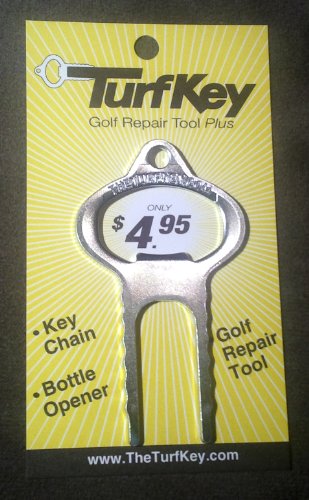 TurfKey
Golf Repair Tool Plus
ONLY
$4.95
• Key
Chain
• Bottle
Opener
Golf
Repair
Tool
www.TheTurfKey.com